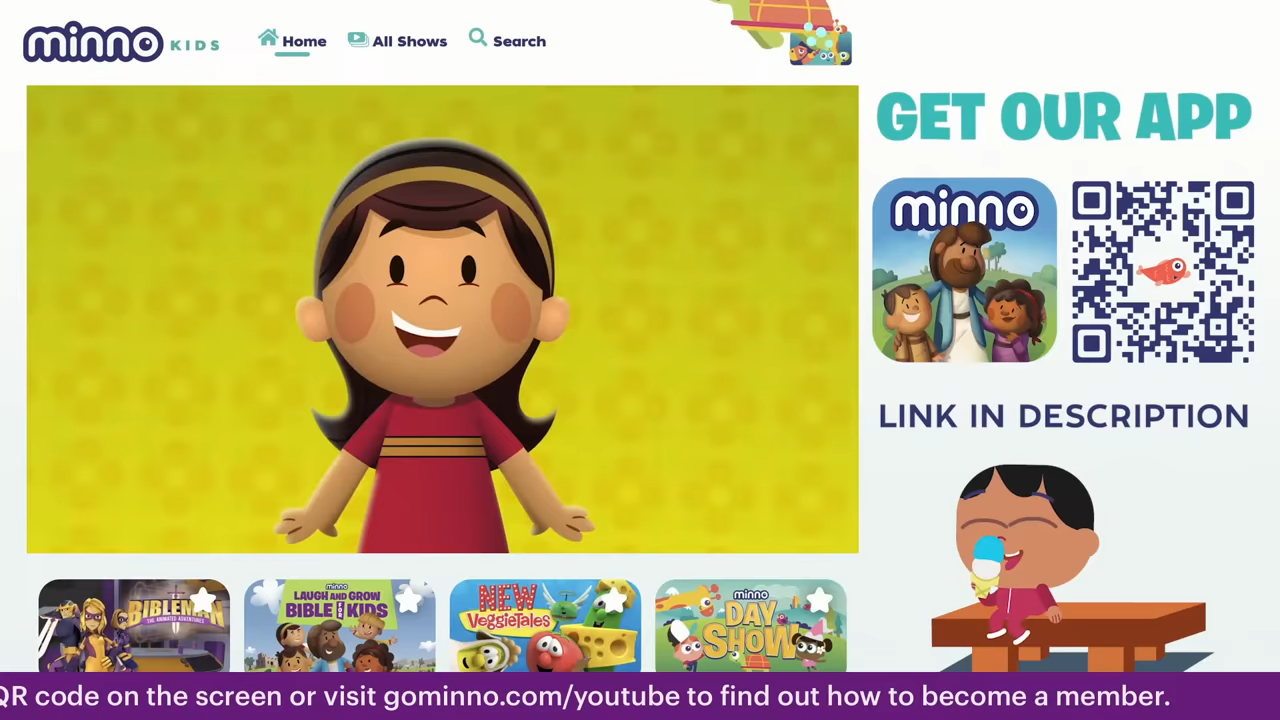 minno KIDS
Home
All Shows
Search
GET OUR APP
minno
LINK IN DESCRIPTION
BIBLEMAN
THE ANIMATED ADVENTURES
minno
LAUGH AND GROW
BIBLE FOR KIDS
NEW
VeggieTales
minno
DAY
SHOW
QR code on the screen or visit gominno.com/youtube to find out how to become a member.